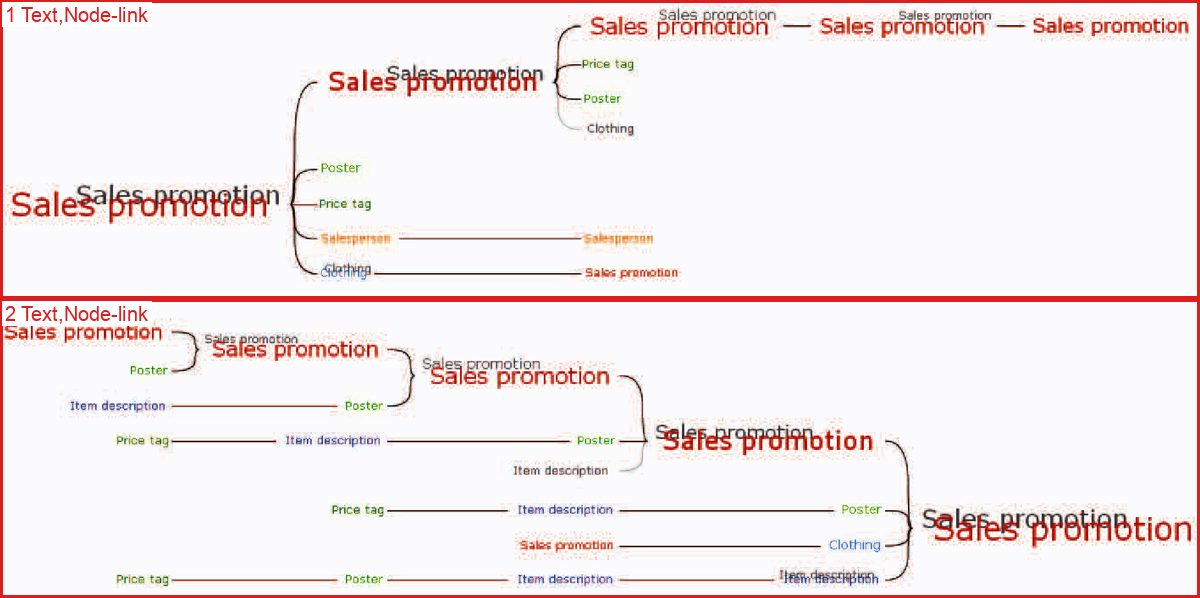 1 Text,Node-link
Sales promotion
Sales promotion
Sales promotion Sales promotion Sales promotion
Sales promotion
Sales promotion
Price tag
Poster
Clothing
Poster
Sales promotion
Sales promotion
Price tag
Salesperson Salesperson
Clothing
Clothing Sales promotion
2 Text,Node-link
Sales promotion
Sales promotion
Sales promotion
Sales promotion
Poster
Sales promotion
Item description Poster
Sales promotion
Price tag Item description Poster Sales promotion
Item description
Price tag Item description Poster
Sales promotion
Sales promotion
Sales promotion Clothing
Item description
Price tag Poster Item description Item description